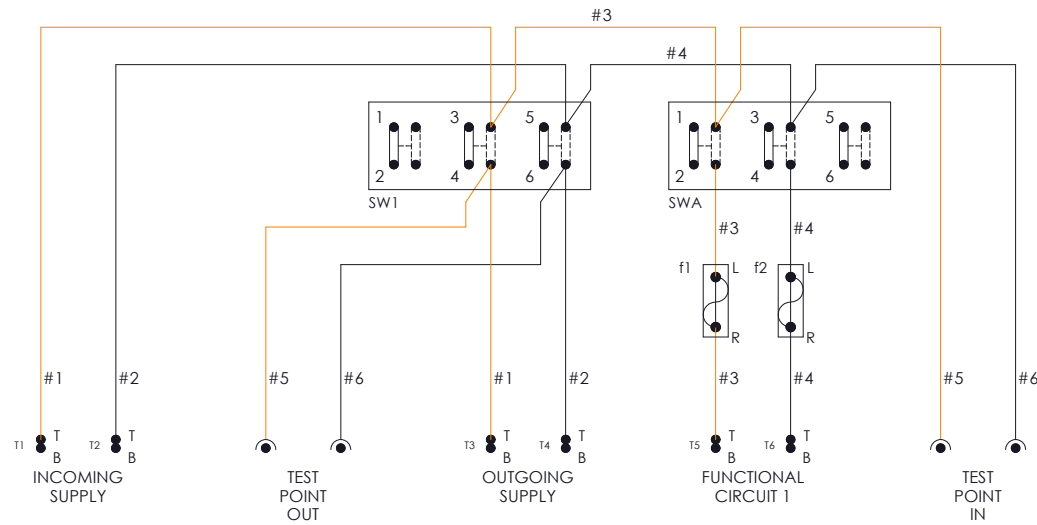 #3
#4
1 3 5
2 4 6
SW1
1 3 5
2 4 6
SWA
#3 #4
f1 L f2 L
R R
#1 #2 #5 #6 #1 #2 #3 #4 #5 #6
T1 T B T2 T B
T3 T B T4 T B
T5 T B T6 T B
INCOMING
SUPPLY
TEST
POINT
OUT
OUTGOING
SUPPLY
FUNCTIONAL
CIRCUIT 1
TEST
POINT
IN